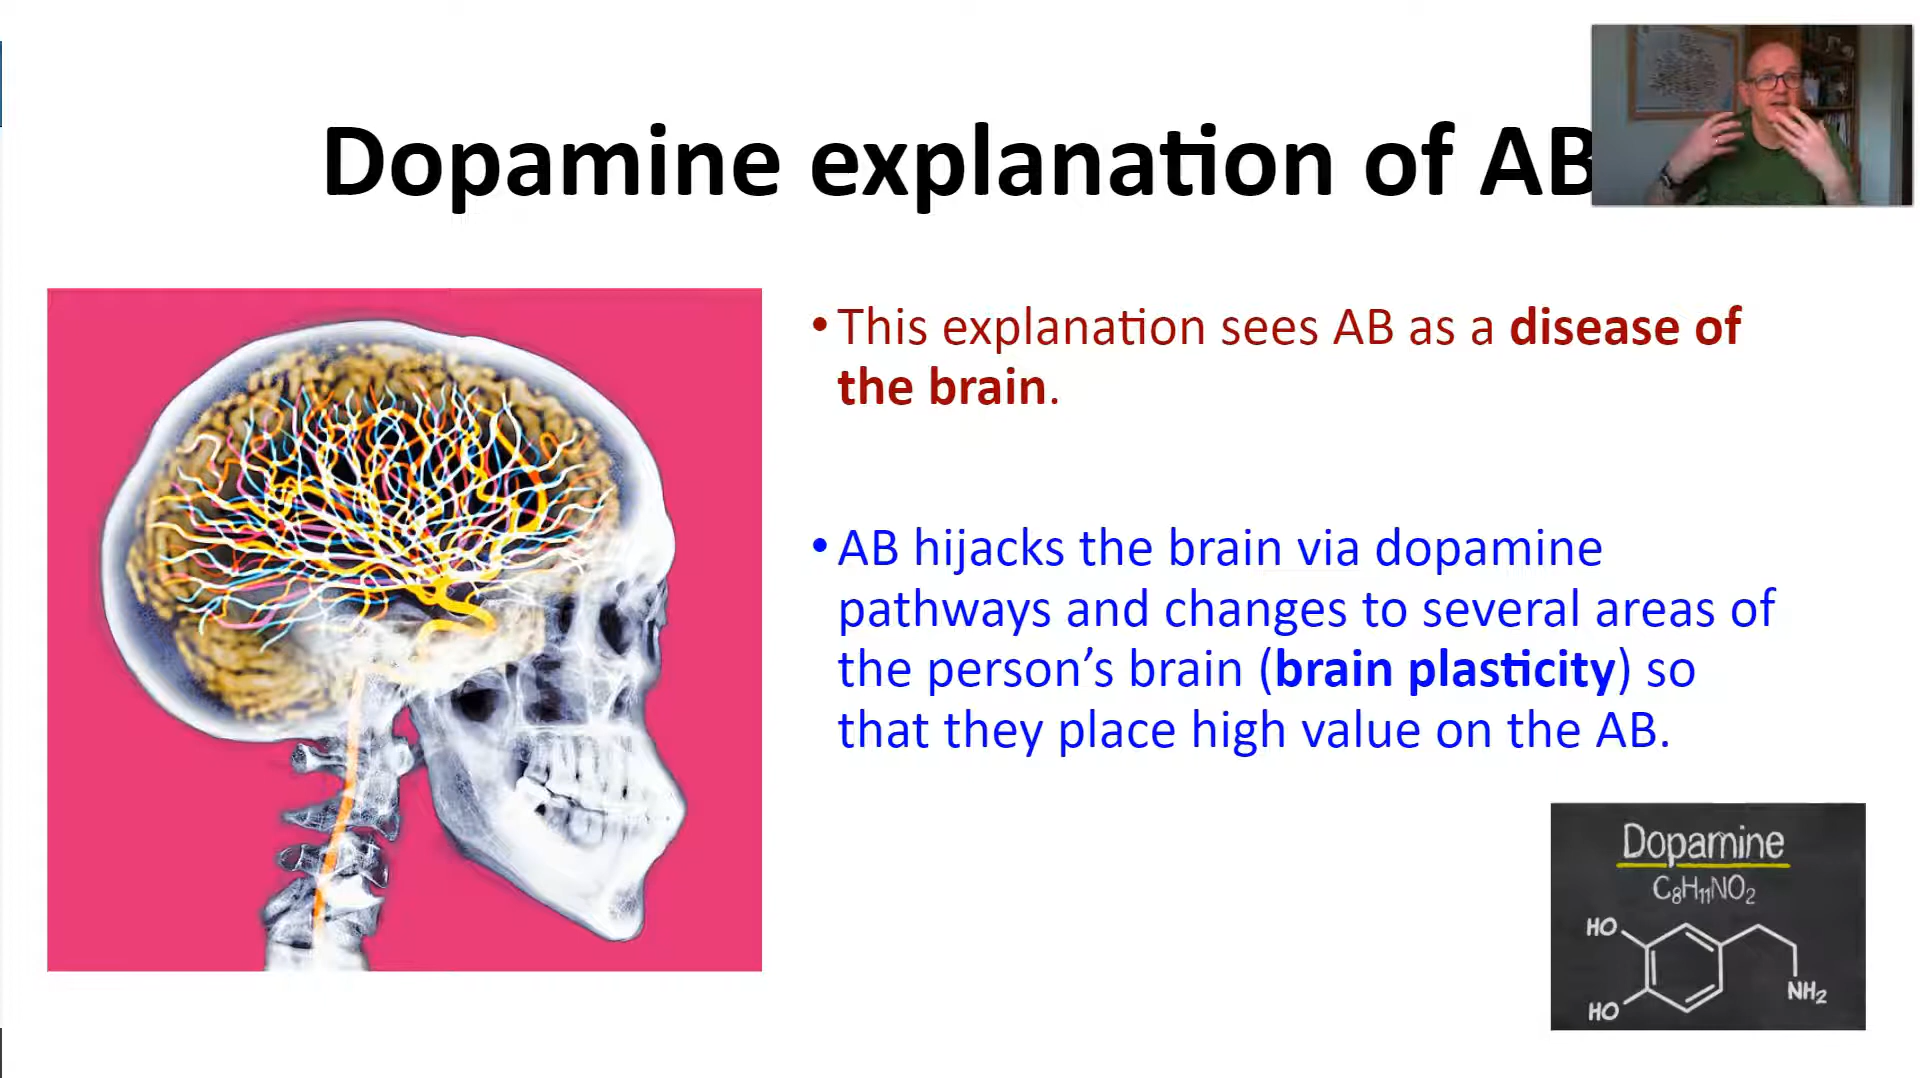 Dopamine explanation of AB
• This explanation sees AB as a disease of
the brain.
• AB hijacks the brain via dopamine
pathways and changes to several areas of
the person’s brain (brain plasticity) so
that they place high value on the AB.
Dopamine
C₈H₁₁NO₂
HO
HO
NH₂